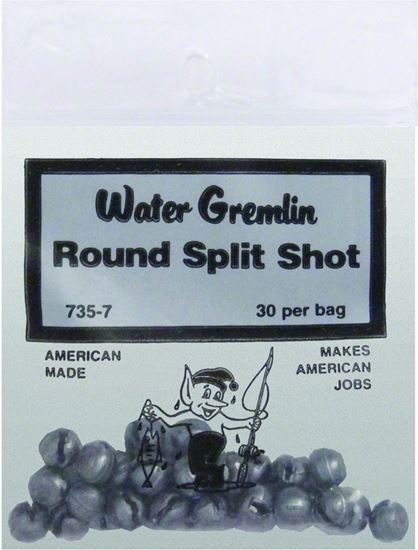 Water Gremlin
Round Split Shot
735-7 30 per bag
AMERICAN
MADE
MAKES
AMERICAN
JOBS